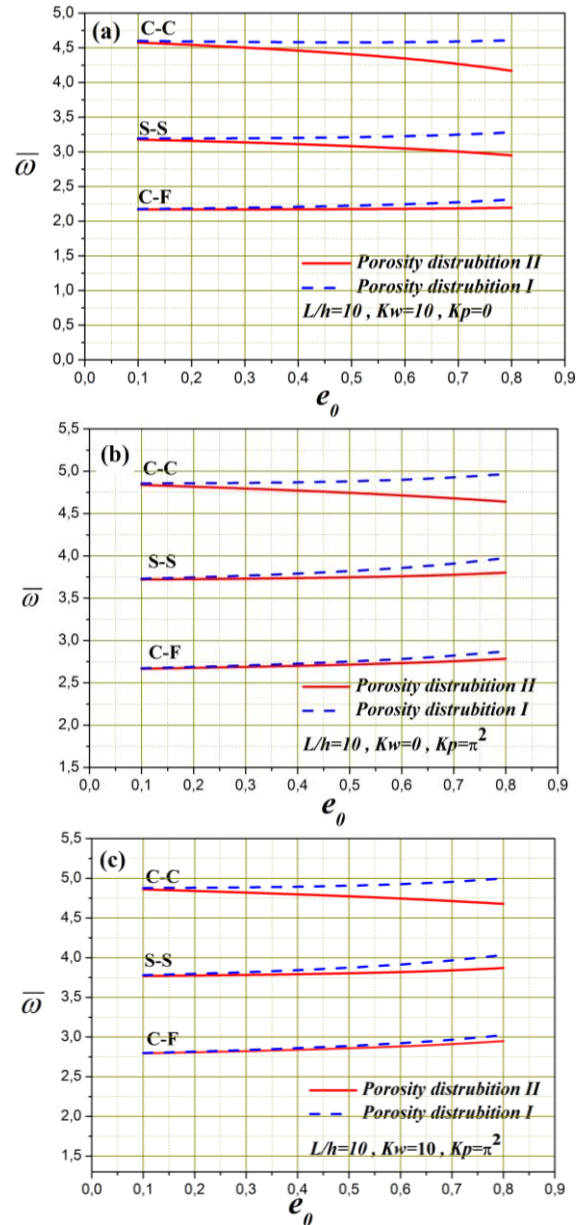 (a)
5,0
4,5
4,0
3,5
3,0
2,5
2,0
1,5
1,0
0,5
0,0
ω̅
C-C
S-S
C-F
Porosity distrubition II
Porosity distrubition I
L/h=10 , Kw=10 , Kp=0
0,0 0,1 0,2 0,3 0,4 0,5 0,6 0,7 0,8 0,9
e₀
(b)
5,5
5,0
4,5
4,0
3,5
3,0
2,5
2,0
1,5
ω̅
C-C
S-S
C-F
Porosity distrubition II
Porosity distrubition I
L/h=10 , Kw=0 , Kp=π²
0,0 0,1 0,2 0,3 0,4 0,5 0,6 0,7 0,8 0,9
e₀
(c)
5,5
5,0
4,5
4,0
3,5
3,0
2,5
2,0
1,5
ω̅
C-C
S-S
C-F
Porosity distrubition II
Porosity distrubition I
L/h=10 , Kw=10 , Kp=π²
0,0 0,1 0,2 0,3 0,4 0,5 0,6 0,7 0,8 0,9
e₀